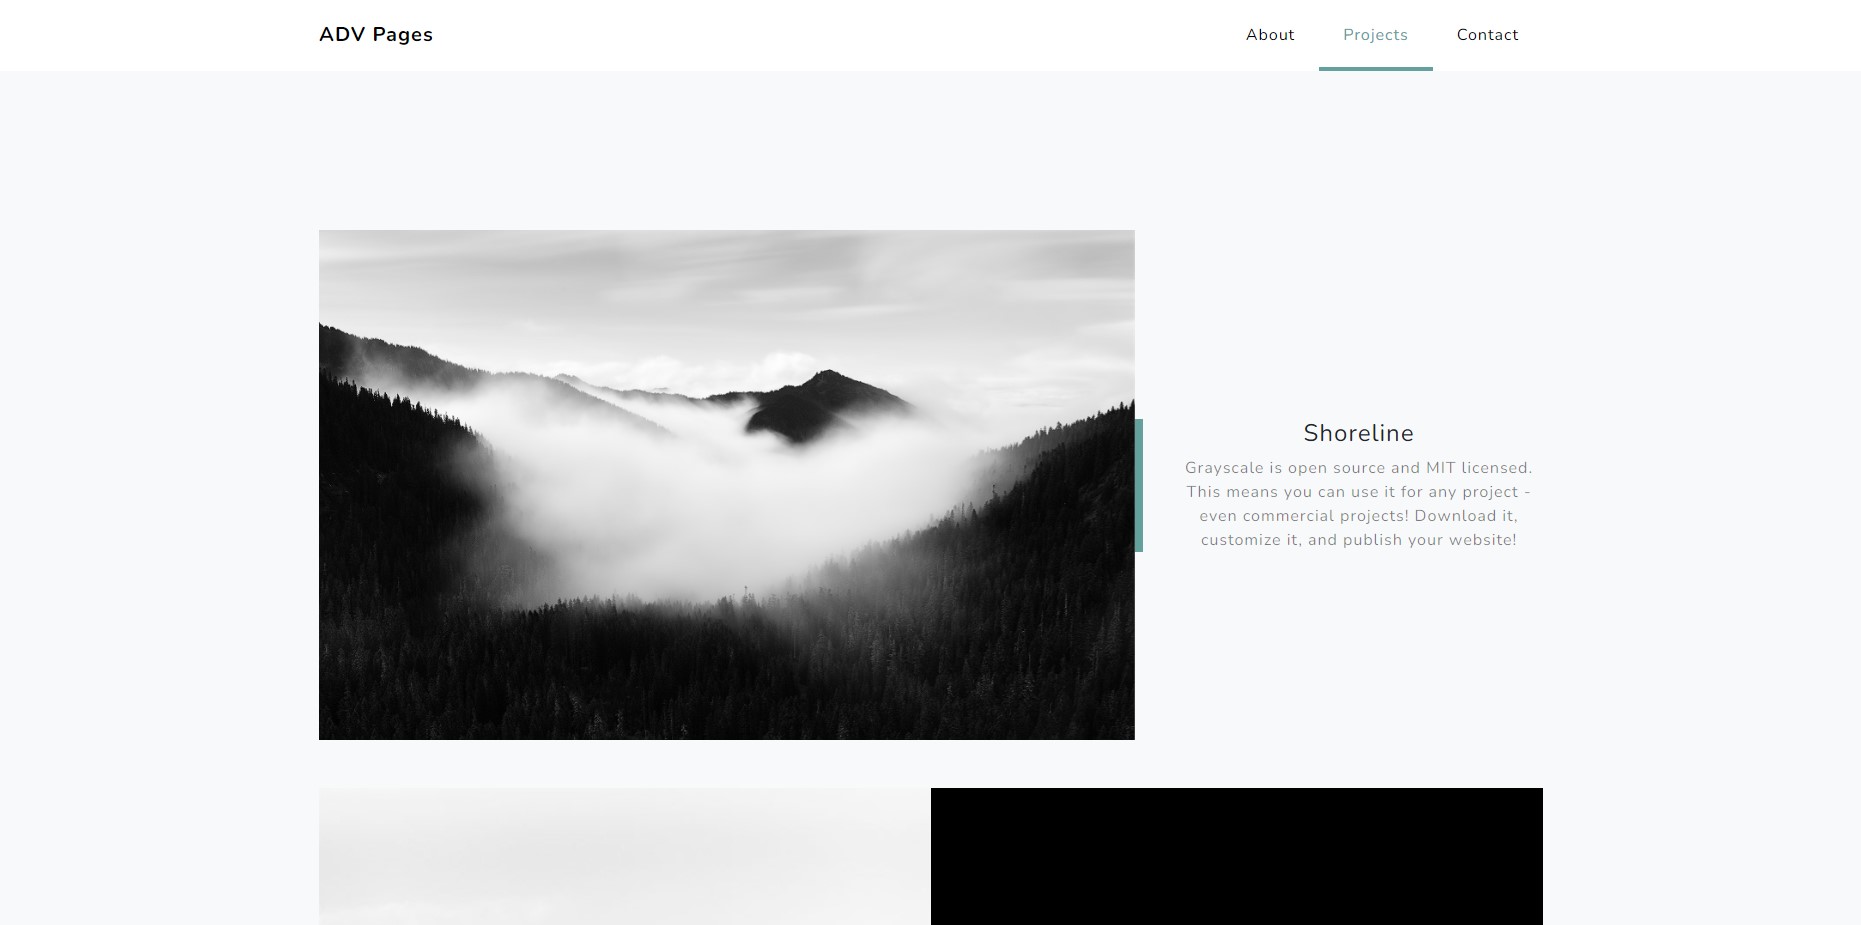 ADV Pages
About
Projects
Contact
Shoreline
Grayscale is open source and MIT licensed.
This means you can use it for any project -
even commercial projects! Download it,
customize it, and publish your website!